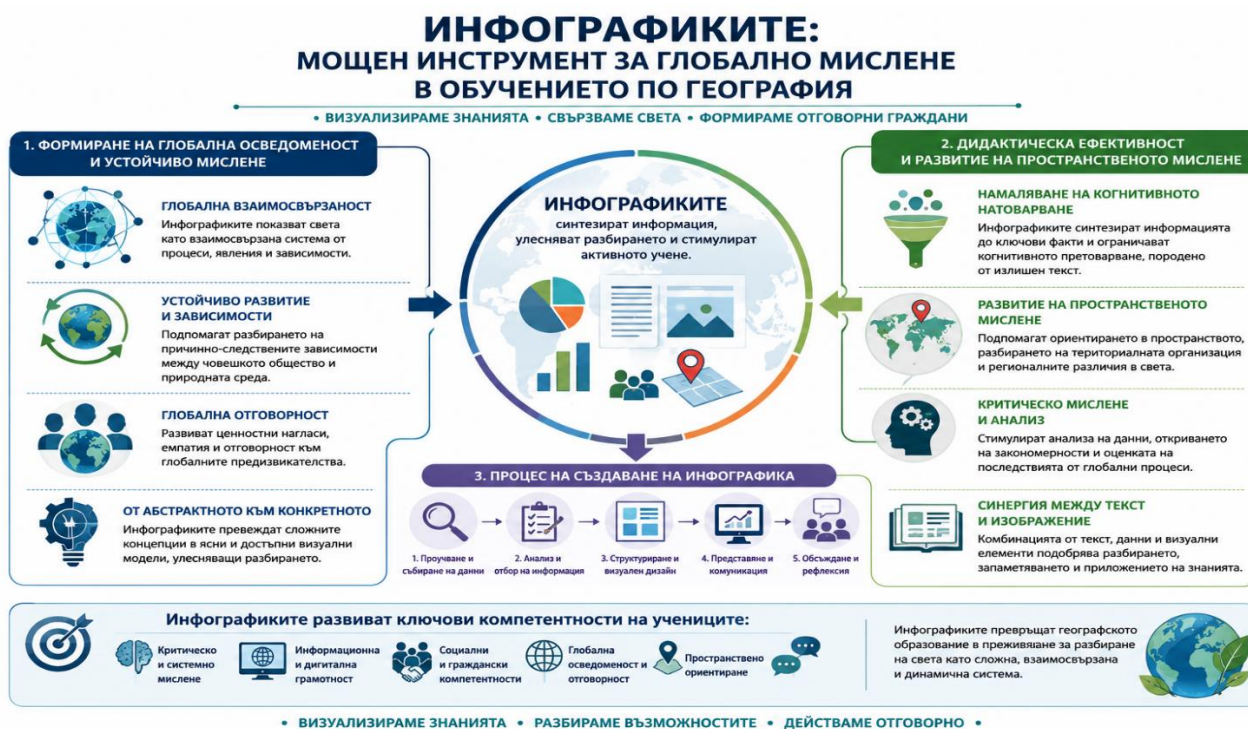 ИНФОГРАФИКИТЕ:
МОЩЕН ИНСТРУМЕНТ ЗА ГЛОБАЛНО МИСЛЕНЕ
В ОБУЧЕНИЕТО ПО ГЕОГРАФИЯ
• ВИЗУАЛИЗИРАМЕ ЗНАНИЯТА • СВЪРЗВАМЕ СВЕТА • ФОРМИРАМЕ ОТГОВОРНИ ГРАЖДАНИ
1. ФОРМИРАНЕ НА ГЛОБАЛНА ОСВЕДОМЕНОСТ
И УСТОЙЧИВО МИСЛЕНЕ
ГЛОБАЛНА ВЗАИМОСВЪРЗАНОСТ
Инфографиките показват света
като взаимосвързана система от
процеси, явления и зависимости.
УСТОЙЧИВО РАЗВИТИЕ
И ЗАВИСИМОСТИ
Подпомагат разбирането на
причинно-следствените зависимости
между човешкото общество и
природната среда.
ГЛОБАЛНА ОТГОВОРНОСТ
Развиват ценностни нагласи,
емпатия и отговорност към
глобалните предизвикателства.
ОТ АБСТРАКТНОТО КЪМ КОНКРЕТНОТО
Инфографиките превеждат сложните
концепции в ясни и достъпни визуални
модели, улесняващи разбирането.
ИНФОГРАФИКИТЕ
синтезират информация,
улесняват разбирането и стимулират
активното учене.
2. ДИДАКТИЧЕСКА ЕФЕКТИВНОСТ
И РАЗВИТИЕ НА ПРОСТРАНСТВЕНОТО МИСЛЕНЕ
НАМАЛЯВАНЕ НА КОГНИТИВНОТО
НАТОВАРВАНЕ
Инфографиките синтезират информацията
до ключови факти и ограничават
когнитивното претоварване, породено
от излишен текст.
РАЗВИТИЕ НА ПРОСТРАНСТВЕНОТО
МИСЛЕНЕ
Подпомагат ориентирането в пространството,
разбирането на териториалната организация
и регионалните различия в света.
КРИТИЧЕСКО МИСЛЕНЕ
И АНАЛИЗ
Стимулират анализа на данни, откриването
на закономерности и оценката на
последствията от глобални процеси.
СИНЕРГИЯ МЕЖДУ ТЕКСТ
И ИЗОБРАЖЕНИЕ
Комбинацията от текст, данни и визуални
елементи подобрява разбирането,
запаметяването и приложението на знанията.
3. ПРОЦЕС НА СЪЗДАВАНЕ НА ИНФОГРАФИКА
1. Проучване и
събиране на данни
2. Анализ и
отбор на информация
3. Структуриране и
визуален дизайн
4. Представяне и
комуникация
5. Обсъждане и
рефлексия
Инфографиките развиват ключови компетентности на учениците:
Критическо
и системно
мислене
Информационна
и дигитална
грамотност
Социални
и граждански
компетентности
Глобална
осведоменост и
отговорност
Пространствено
ориентиране
Инфографиките превръщат географското
образование в преживяване за разбиране
на света като сложна, взаимосвързана
и динамична система.
• ВИЗУАЛИЗИРАМЕ ЗНАНИЯТА • РАЗБИРАМЕ ВЪЗМОЖНОСТИТЕ • ДЕЙСТВАМЕ ОТГОВОРНО •